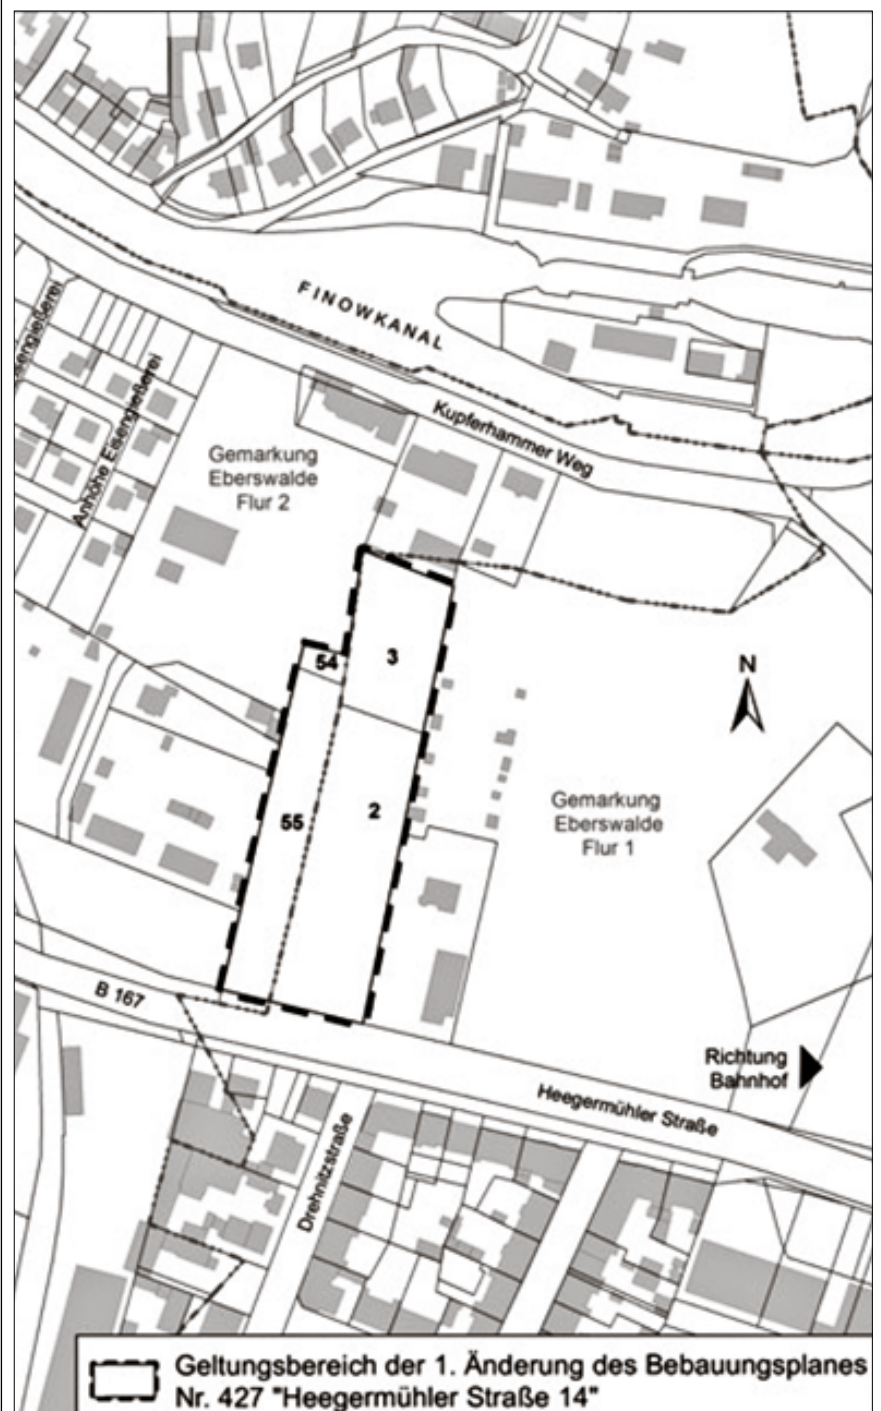 FINOWKANAL
Kupferhammer Weg
Anhöhe Eisengießerei
Gemarkung
Eberswalde
Flur 2
54
3
N
55
2
Gemarkung
Eberswalde
Flur 1
B 167
Richtung
Bahnhof
Heegermühler Straße
Drehnitzstraße
Geltungsbereich der 1. Änderung des Bebauungsplanes
Nr. 427 "Heegermühler Straße 14"